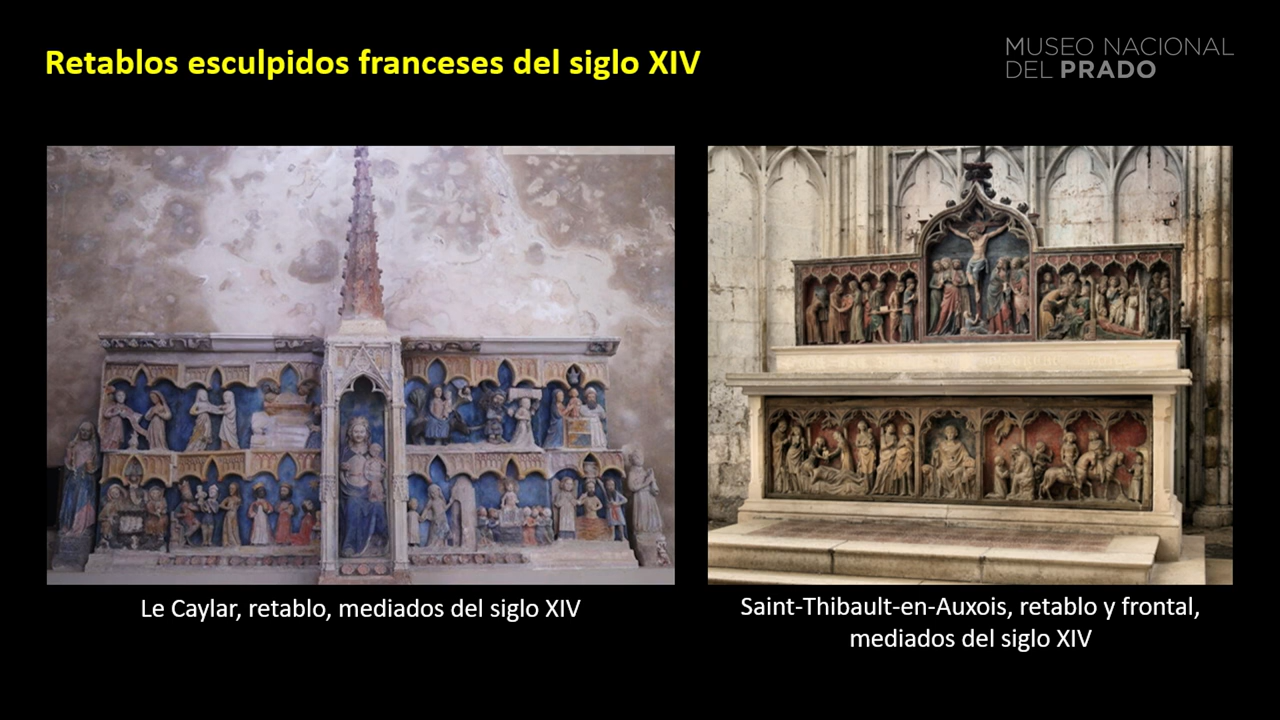 Retablos esculpidos franceses del siglo XIV
MUSEO NACIONAL
DEL PRADO
Le Caylar, retablo, mediados del siglo XIV
Saint-Thibault-en-Auxois, retablo y frontal,
mediados del siglo XIV